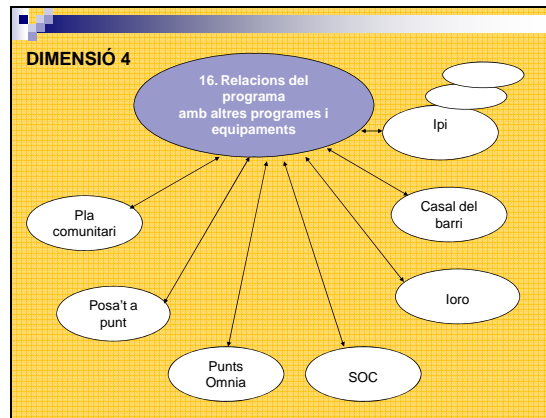 DIMENSIÓ 4
16. Relacions del
programa
amb altres programes i
equipaments
Ipi
Pla
comunitari
Casal del
barri
Posa't a
punt
Ioro
Punts
Omnia
SOC